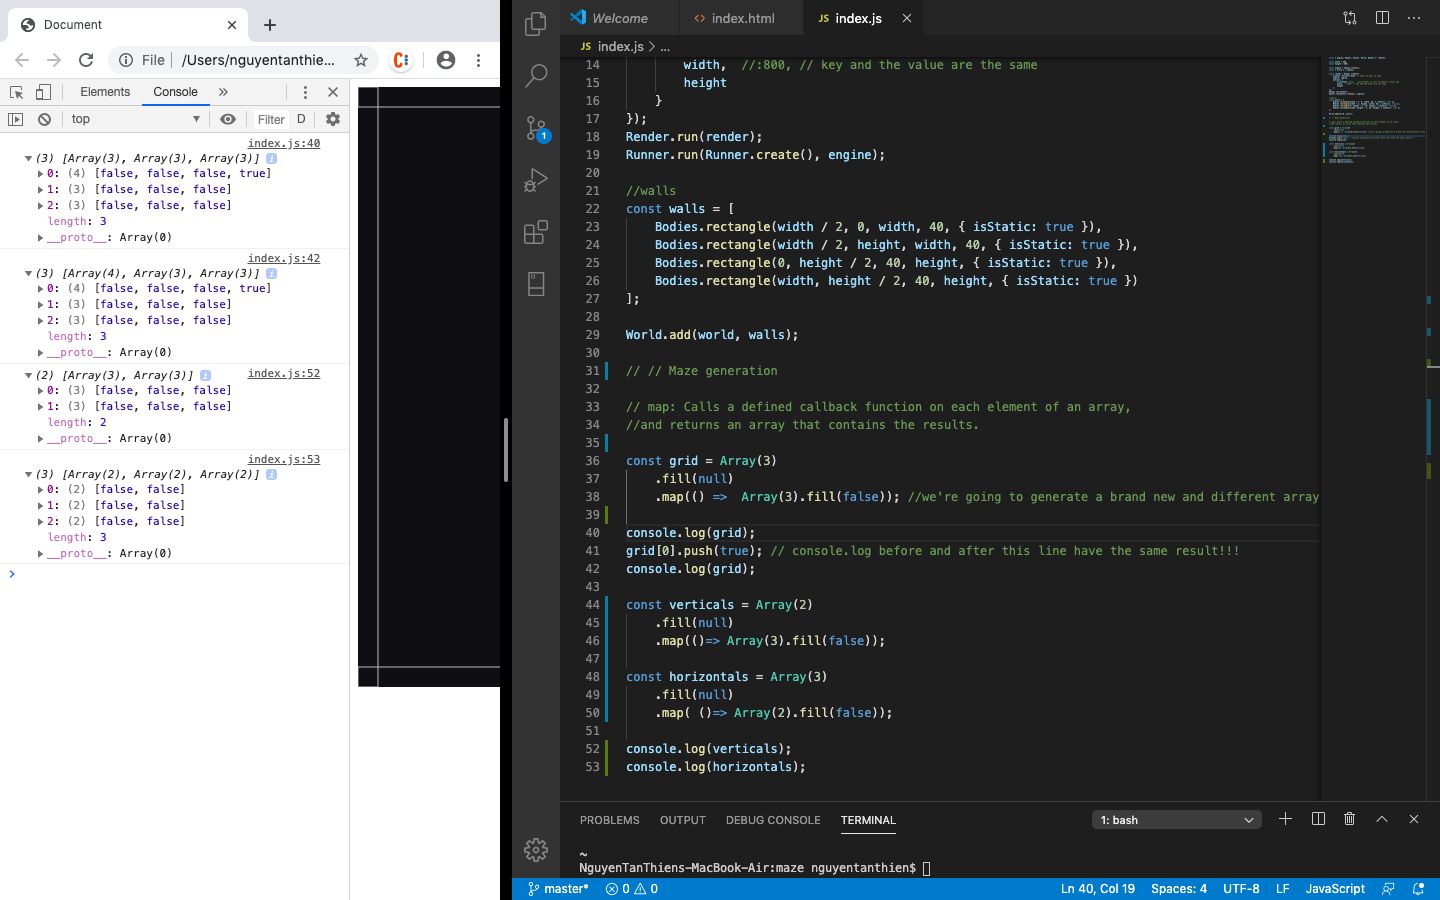 Document
File
/Users/nguyentanthie...
Elements
Console
top
Filter
D
index.js:40
(3) [Array(3), Array(3), Array(3)]
0: (4) [false, false, false, true]
1: (3) [false, false, false]
2: (3) [false, false, false]
length: 3
__proto__: Array(0)
index.js:42
(3) [Array(4), Array(3), Array(3)]
0: (4) [false, false, false, true]
1: (3) [false, false, false]
2: (3) [false, false, false]
length: 3
__proto__: Array(0)
(2) [Array(3), Array(3)]
index.js:52
0: (3) [false, false, false]
1: (3) [false, false, false]
length: 2
__proto__: Array(0)
index.js:53
(3) [Array(2), Array(2), Array(2)]
0: (2) [false, false]
1: (2) [false, false]
2: (2) [false, false]
length: 3
__proto__: Array(0)
Welcome
index.html
JS index.js
JS index.js > ...
14 width, //:800, // key and the value are the same
15 height
16 }
17 });
18 Render.run(render);
19 Runner.run(Runner.create(), engine);
20
21 //walls
22 const walls = [
23 Bodies.rectangle(width / 2, 0, width, 40, { isStatic: true }),
24 Bodies.rectangle(width / 2, height, width, 40, { isStatic: true }),
25 Bodies.rectangle(0, height / 2, 40, height, { isStatic: true }),
26 Bodies.rectangle(width, height / 2, 40, height, { isStatic: true })
27 ];
28
29 World.add(world, walls);
30
31 // // Maze generation
32
33 // map: Calls a defined callback function on each element of an array,
34 //and returns an array that contains the results.
35
36 const grid = Array(3)
37 .fill(null)
38 .map(() => Array(3).fill(false)); //we're going to generate a brand new and different array
39
40 console.log(grid);
41 grid[0].push(true); // console.log before and after this line have the same result!!!
42 console.log(grid);
43
44 const verticals = Array(2)
45 .fill(null)
46 .map(()=> Array(3).fill(false));
47
48 const horizontals = Array(3)
49 .fill(null)
50 .map( ()=> Array(2).fill(false));
51
52 console.log(verticals);
53 console.log(horizontals);
1
PROBLEMS
OUTPUT
DEBUG CONSOLE
TERMINAL
1: bash
~
NguyenTanThiens-MacBook-Air:maze nguyentanthien$
master*
0
0
Ln 40, Col 19
Spaces: 4
UTF-8
LF
JavaScript